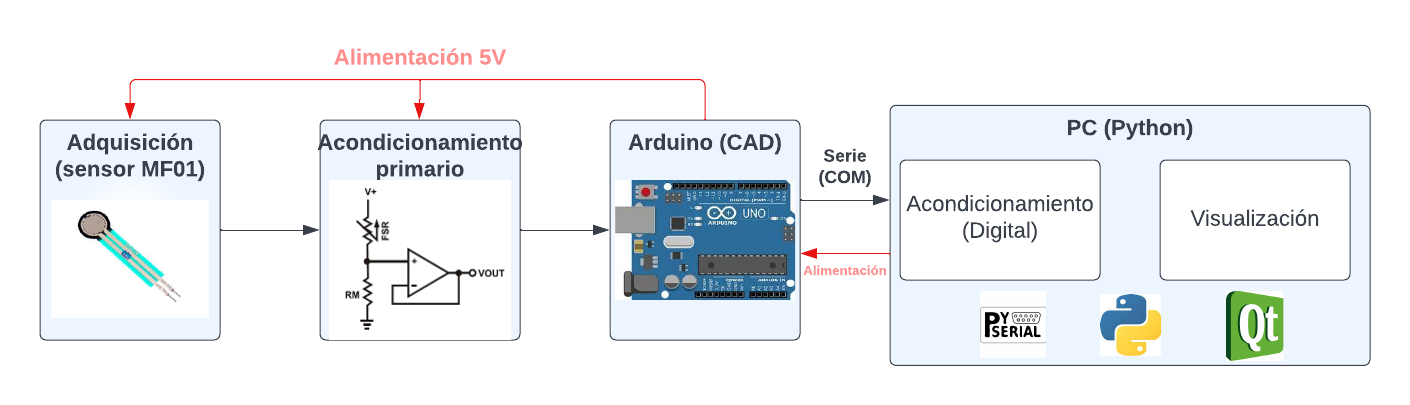 Alimentación 5V
Adquisición
(sensor MF01)
Acondicionamiento
primario
V+
FSR
RM
VOUT
Arduino (CAD)
UNO
ARDUINO
Serie
(COM)
Alimentación
PC (Python)
Acondicionamiento
(Digital)
Visualización
PY
SERIAL
Qt